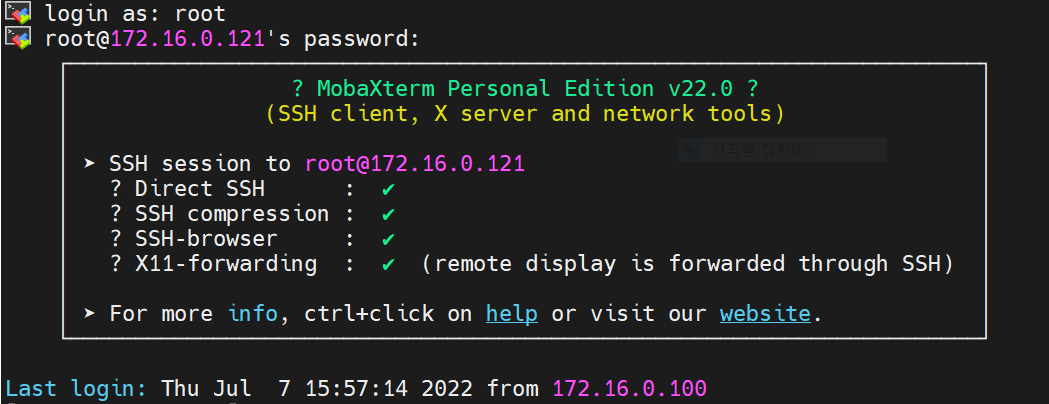 login as: root
root@172.16.0.121's password:
? MobaXterm Personal Edition v22.0 ?
(SSH client, X server and network tools)
➤ SSH session to root@172.16.0.121
? Direct SSH : ✔
? SSH compression : ✔
? SSH-browser : ✔
? X11-forwarding : ✔ (remote display is forwarded through SSH)
➤ For more info, ctrl+click on help or visit our website.
Last login: Thu Jul  7 15:57:14 2022 from 172.16.0.100